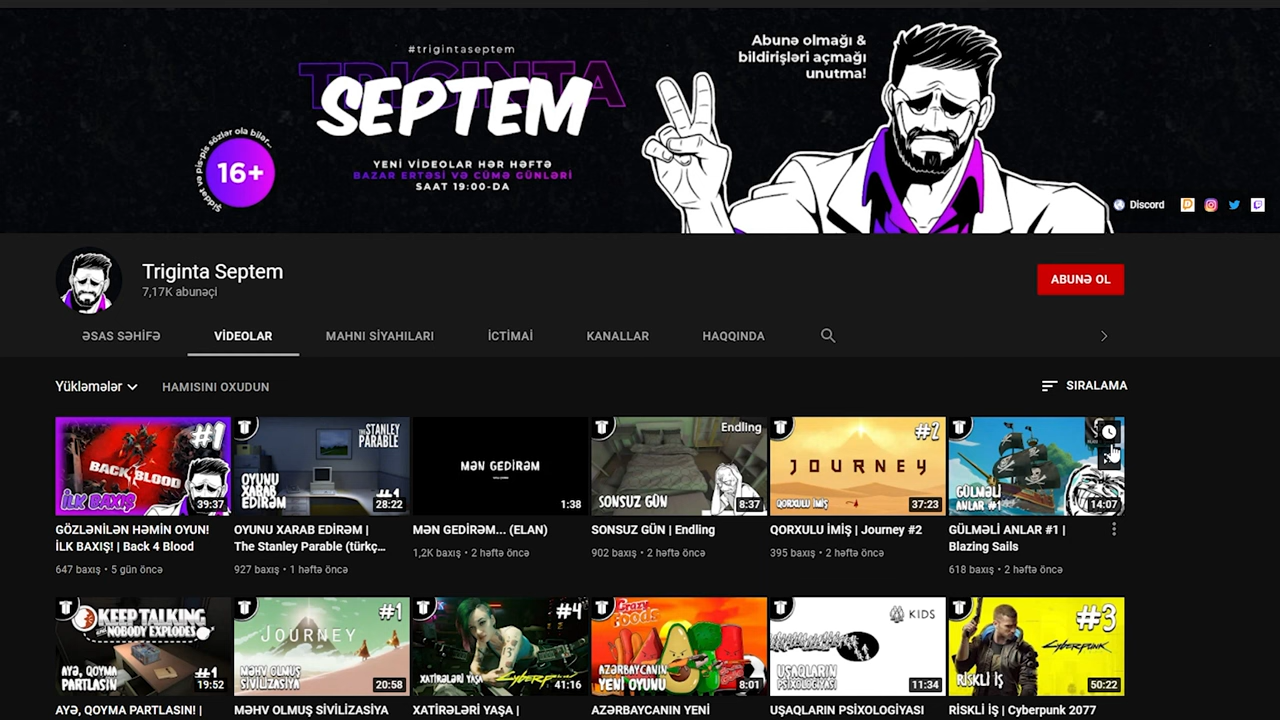 #trigintaseptem
TRIGINTA
SEPTEM
Abunə olmağı &
bildirişləri açmağı
unutma!
Şiddət və pis-pis sözlər ola bilər...
16+
YENİ VİDEOLAR HƏR HƏFTƏ
BAZAR ERTƏSİ VƏ CÜMƏ GÜNLƏRİ
SAAT 19:00-DA
Discord
Triginta Septem
7,17K abunəçi
ABUNƏ OL
ƏSAS SƏHİFƏ
VİDEOLAR
MAHNI SİYAHILARI
İCTİMAİ
KANALLAR
HAQQINDA
Yükləmələr
HAMISINI OXUDUN
SIRALAMA
#1
BACK BLOOD
İLK BAXIŞ
39:37
THE STANLEY
PARABLE
OYUNU
XARAB
EDİRƏM
#1
28:22
MƏN GEDİRƏM
1:38
Endling
SONSUZ GÜN
8:37
#2
JOURNEY
QORXULU İMİŞ
37:23
GÜLMƏLİ
ANLAR #1
14:07
GÖZLƏNİLƏN HƏMİN OYUN!
İLK BAXIŞ! | Back 4 Blood
647 baxış • 5 gün öncə
OYUNU XARAB EDİRƏM |
The Stanley Parable (türkç...
927 baxış • 1 həftə öncə
MƏN GEDİRƏM... (ELAN)
1,2K baxış • 2 həftə öncə
SONSUZ GÜN | Endling
902 baxış • 2 həftə öncə
QORXULU İMİŞ | Journey #2
395 baxış • 2 həftə öncə
GÜLMƏLİ ANLAR #1 |
Blazing Sails
618 baxış • 2 həftə öncə
KEEP TALKING
AND NOBODY EXPLODES
AYƏ, QOYMA
PARTLASIN
#1
19:52
#1
JOURNEY
MƏHV OLMUŞ
SİVİLİZASİYA
20:58
#4
XATİRƏLƏRİ YAŞA
CYBERPUNK
41:16
Crazy
Foods
AZƏRBAYCANIN
YENİ OYUNU
8:01
KIDS
UŞAQLARIN
PSİXOLOGİYASI
11:34
#3
CYBERPUNK
RİSKLİ İŞ
50:22
AYƏ, QOYMA PARTLASIN! |
MƏHV OLMUŞ SİVİLİZASİYA
XATİRƏLƏRİ YAŞA |
AZƏRBAYCANIN YENİ
UŞAQLARIN PSİXOLOGİYASI
RİSKLİ İŞ | Cyberpunk 2077